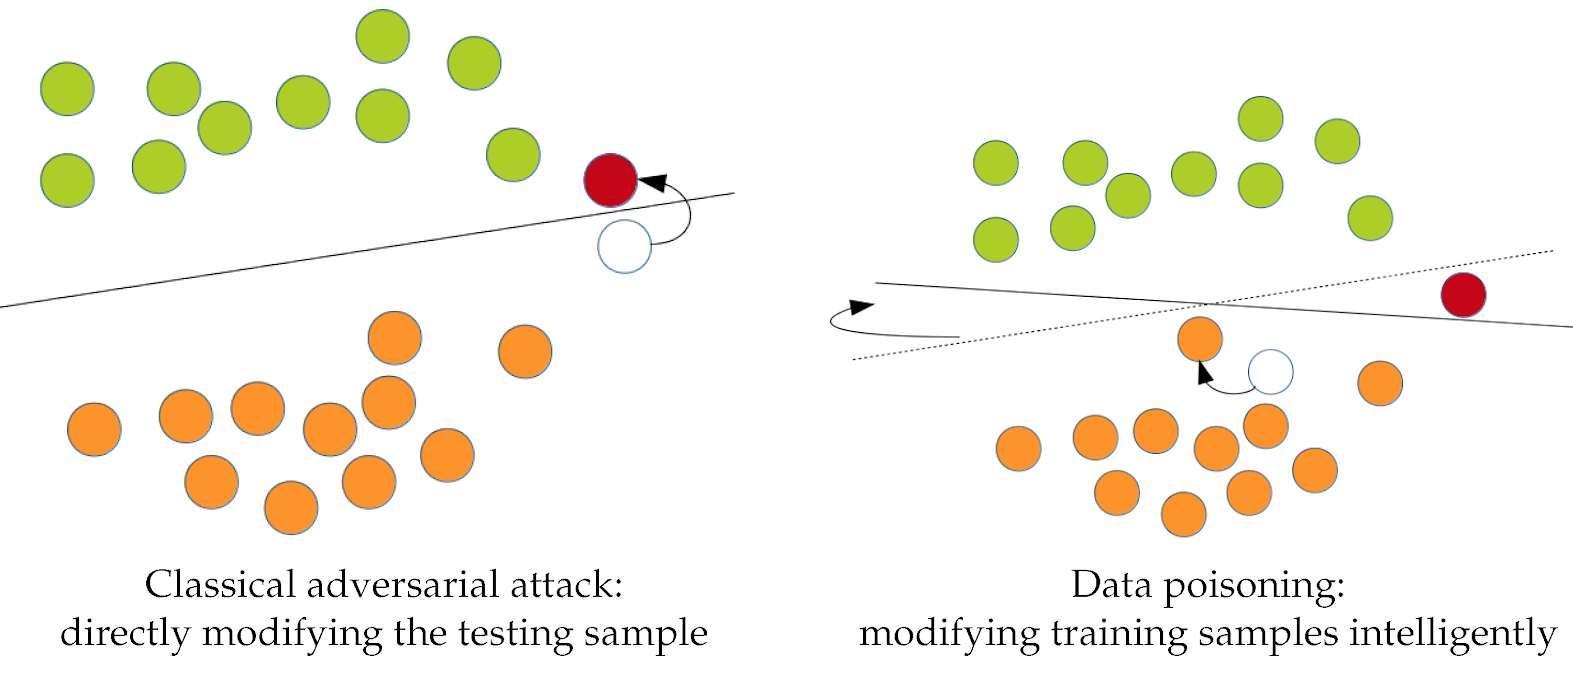 Classical adversarial attack:
directly modifying the testing sample
Data poisoning:
modifying training samples intelligently